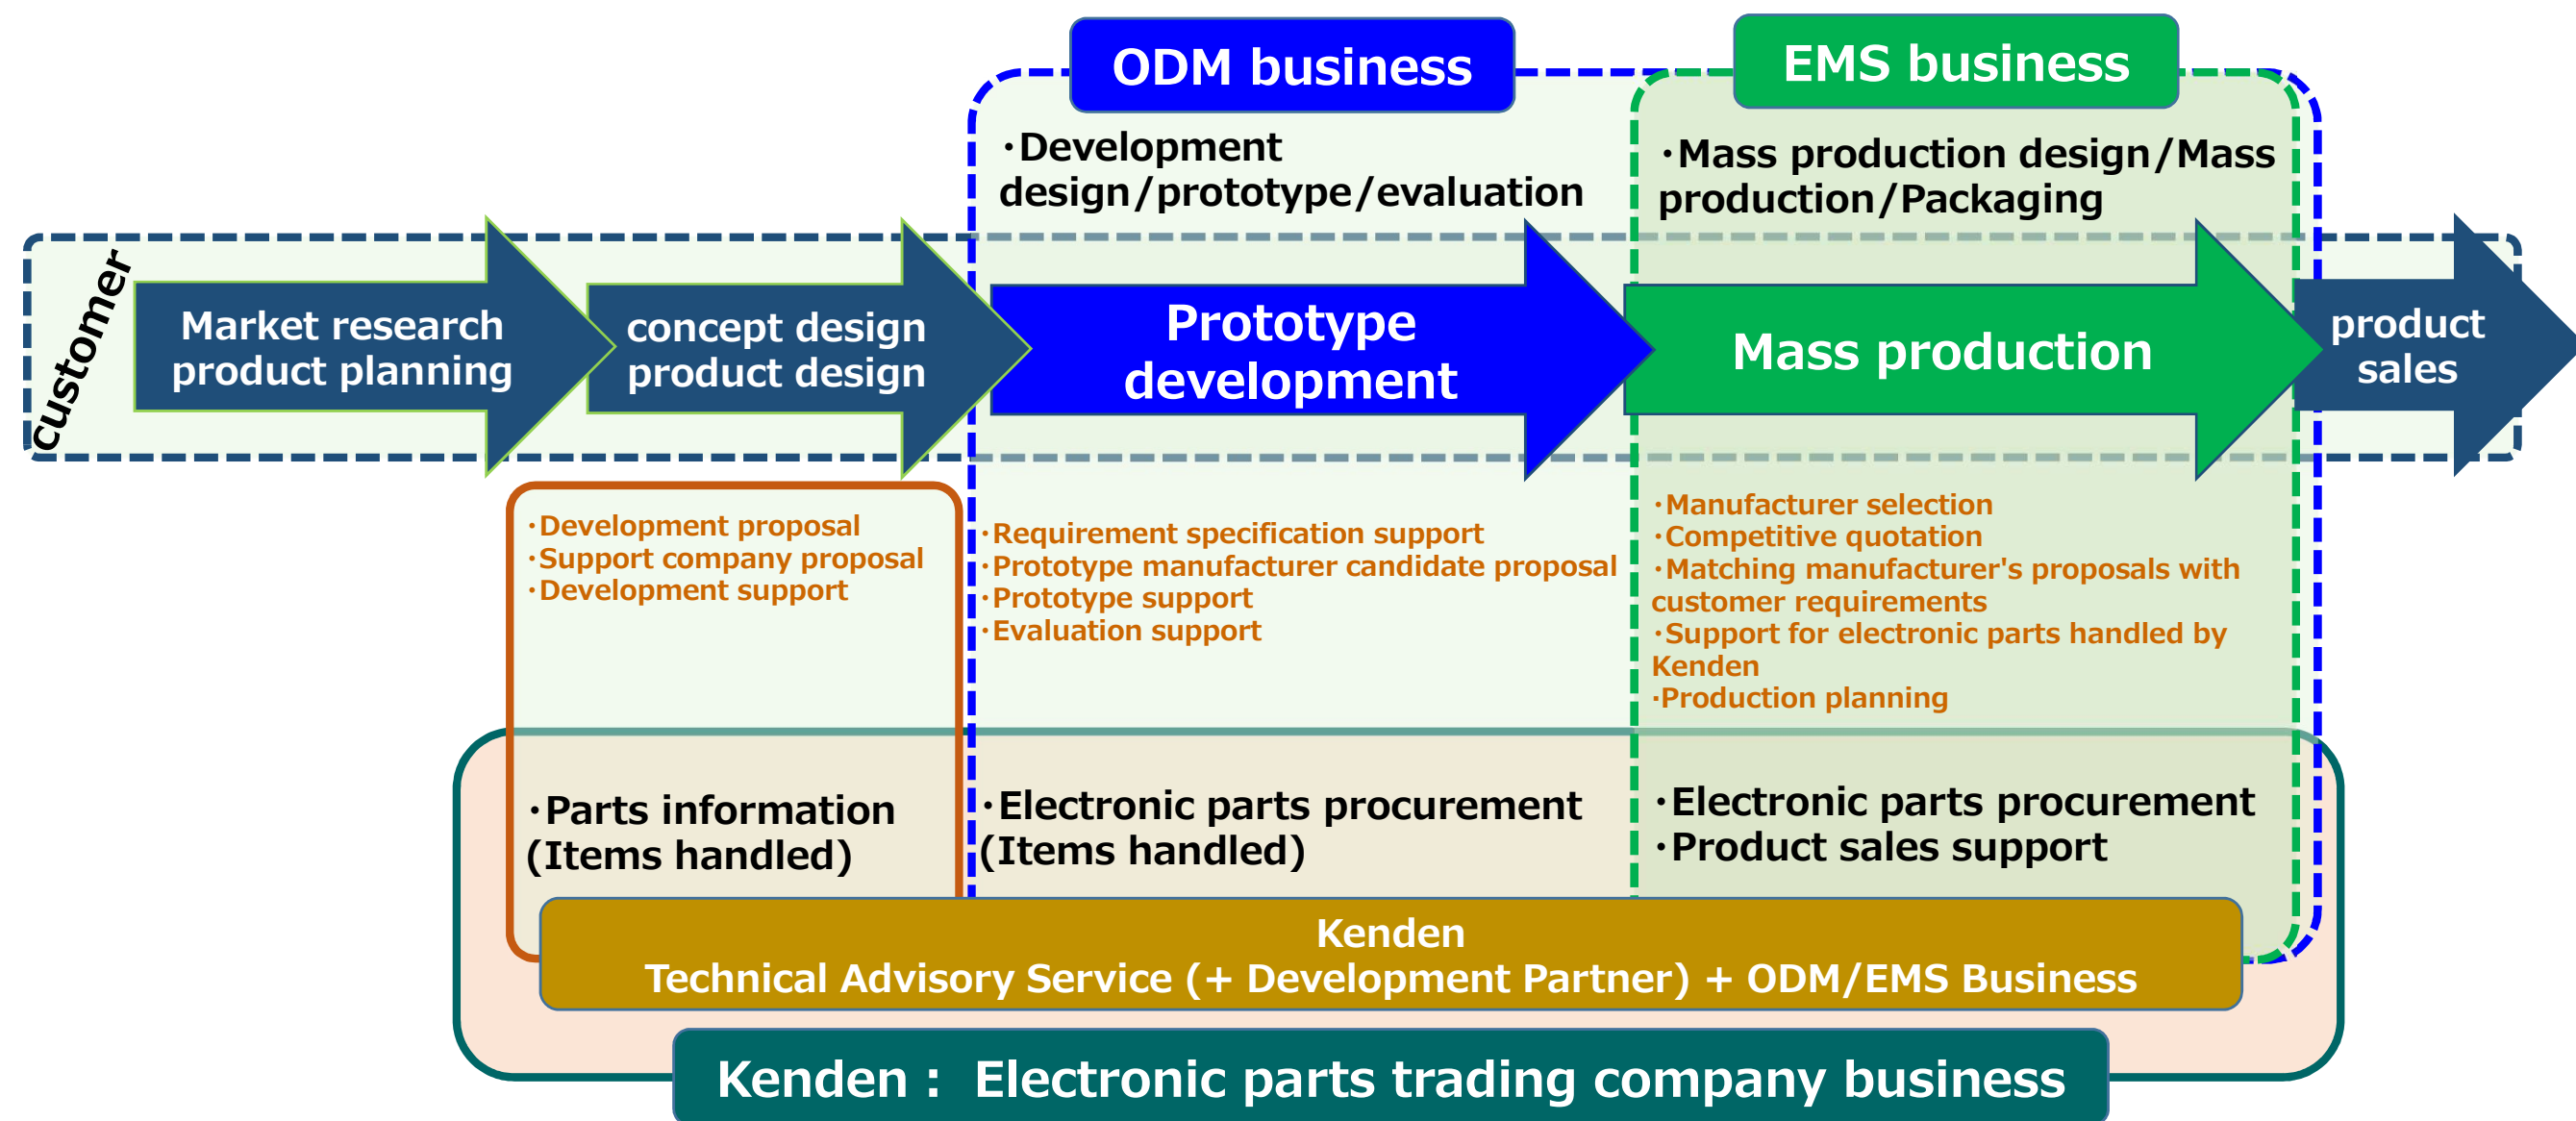 ODM business
EMS business
・Development
design/prototype/evaluation
・Mass production design/Mass
production/Packaging
customer
Market research
product planning
concept design
product design
Prototype
development
Mass production
product
sales
・Development proposal
・Support company proposal
・Development support
・Requirement specification support
・Prototype manufacturer candidate proposal
・Prototype support
・Evaluation support
・Manufacturer selection
・Competitive quotation
・Matching manufacturer's proposals with
customer requirements
・Support for electronic parts handled by
Kenden
·Production planning
・Parts information
(Items handled)
・Electronic parts procurement
(Items handled)
・Electronic parts procurement
・Product sales support
Kenden
Technical Advisory Service (+ Development Partner) + ODM/EMS Business
Kenden： Electronic parts trading company business